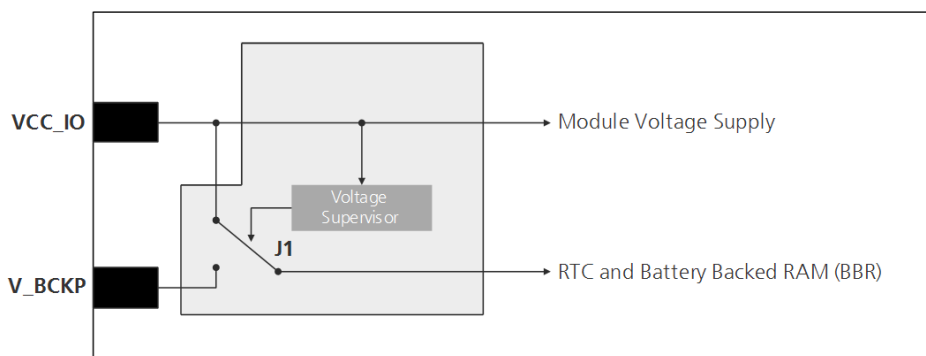 VCC_IO
Module Voltage Supply
Voltage
Supervisor
J1
V_BCKP
RTC and Battery Backed RAM (BBR)